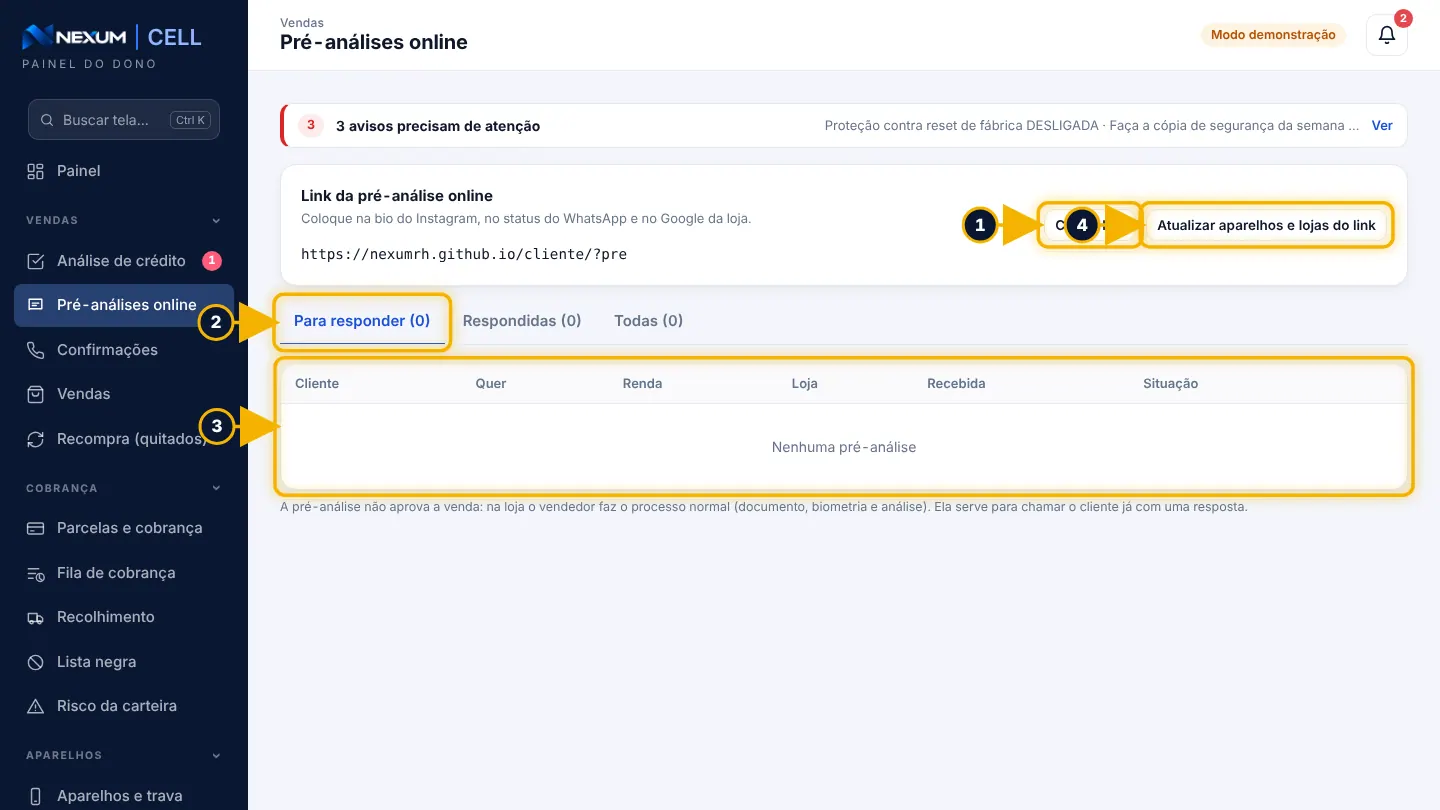 NEXUM | CELL
PAINEL DO DONO
Buscar tela... Ctrl K
Painel
VENDAS
Análise de crédito 1
Pré-análises online
Confirmações
Vendas
Recompra (quitados)
COBRANÇA
Parcelas e cobrança
Fila de cobrança
Recolhimento
Lista negra
Risco da carteira
APARELHOS
Aparelhos e trava
Vendas
Pré-análises online
Modo demonstração
2
3 3 avisos precisam de atenção
Proteção contra reset de fábrica DESLIGADA · Faça a cópia de segurança da semana ... Ver
Link da pré-análise online
Coloque na bio do Instagram, no status do WhatsApp e no Google da loja.
https://nexumrh.github.io/cliente/?pre
1 4 Atualizar aparelhos e lojas do link
2 Para responder (0) Respondidas (0) Todas (0)
3
Cliente Quer Renda Loja Recebida Situação
Nenhuma pré-análise
A pré-análise não aprova a venda: na loja o vendedor faz o processo normal (documento, biometria e análise). Ela serve para chamar o cliente já com uma resposta.